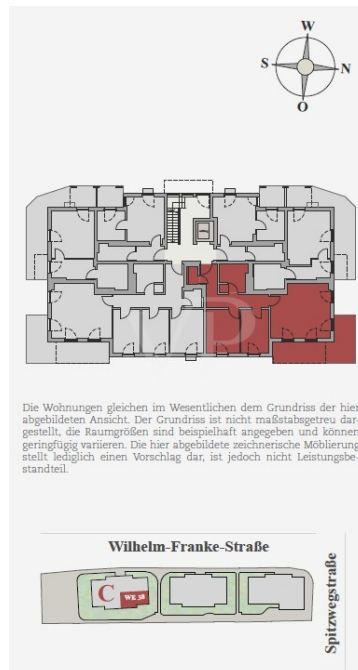 W
S
N
O
VP
Die Wohnungen gleichen im Wesentlichen dem Grundriss der hier
abgebildeten Ansicht. Der Grundriss ist nicht maßstabsgetreu dar-
gestellt, die Raumgrößen sind beispielhaft angegeben und können
geringfügig variieren. Die hier abgebildete zeichnerische Möblierung
stellt lediglich einen Vorschlag dar, ist jedoch nicht Leistungsbe-
standteil.
Wilhelm-Franke-Straße
Spitzwegstraße
C
WE 38